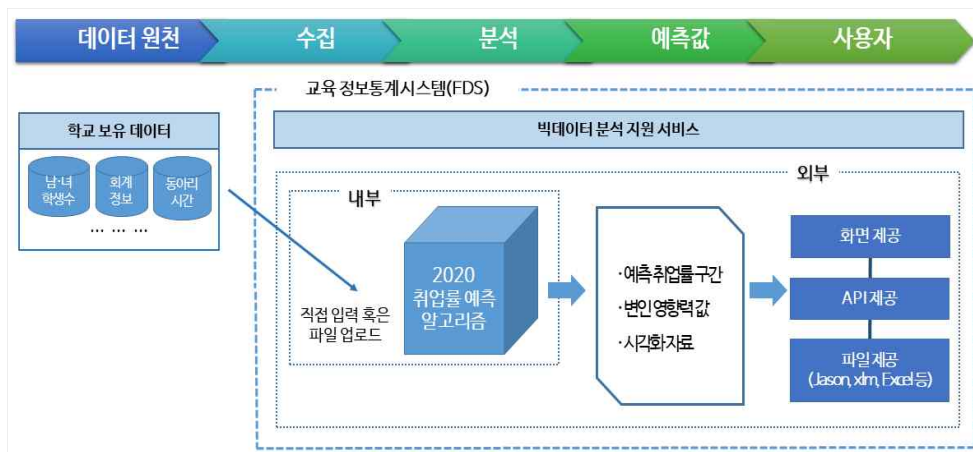 데이터 원천
수집
분석
예측값
사용자
교육 정보통계시스템(EDS)
학교 보유 데이터
빅데이터 분석 지원 서비스
남·녀
학생수
회계
정보
동아리
시간
... ... ...
내부
외부
2020
취업률 예측
알고리즘
직접 입력 혹은
파일 업로드
·예측 취업률 구간
·변인 영향력 값
·시각화 자료
화면 제공
API 제공
파일 제공
(Jason, xlm, Excel 등)